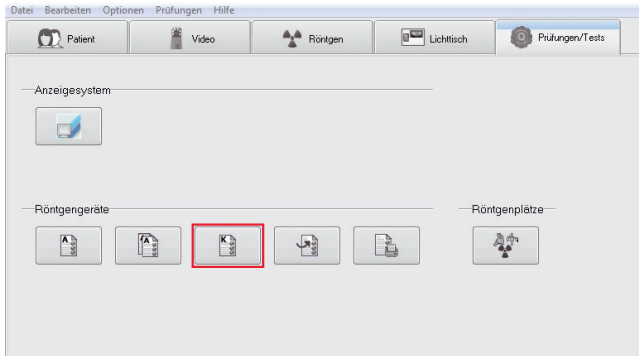 Datei Bearbeiten Optionen Prüfungen Hilfe
Patient Video Röntgen Lichttisch Prüfungen/Tests
Anzeigesystem
Röntgengeräte Röntgenplätze
A A K